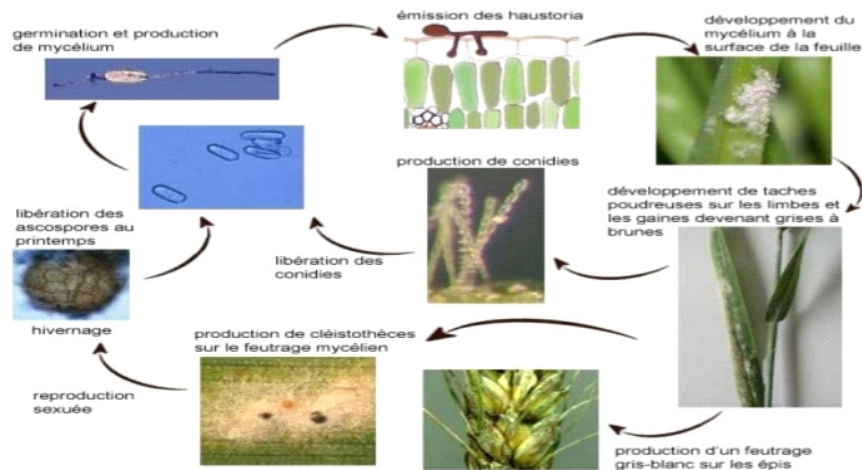 germination et production
de mycélium
émission des haustoria
développement du
mycélium à la
surface de la feuille
production de conidies
développement de taches
poudreuses sur les limbes et
les gaines devenant grises à
brunes
libération des
ascospores au
printemps
libération des
conidies
hivernage
production de cléistothèces
sur le feutrage mycélien
reproduction
sexuée
production d'un feutrage
gris-blanc sur les épis